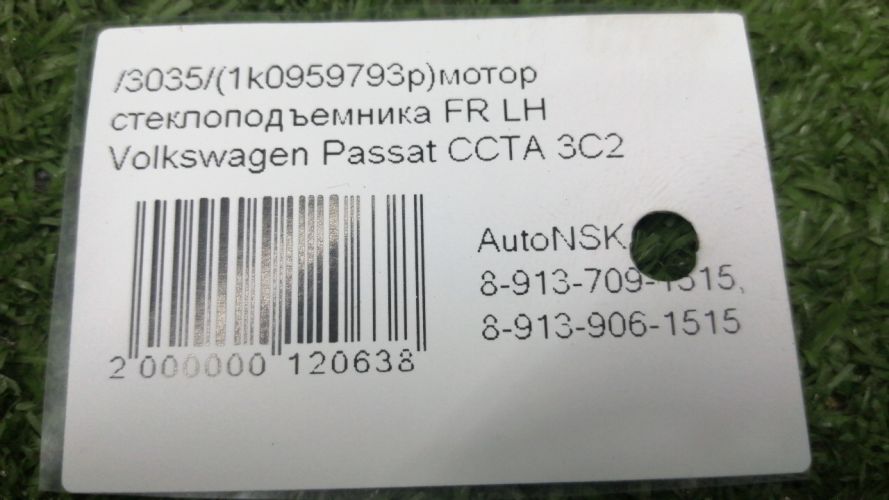 /3035/(1k0959793p)мотор
стеклоподъемника FR LH
Volkswagen Passat CCTA 3C2
AutoNSK
8-913-709-1515,
8-913-906-1515
2 000000 120638